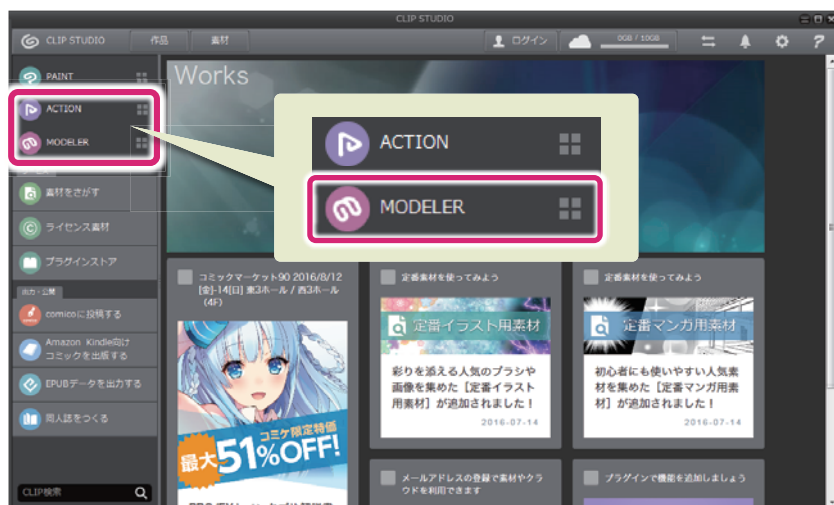 CLIP STUDIO
CLIP STUDIO
作品
素材
ログイン
0GB / 10GB
?
PAINT
ACTION
MODELER
素材をさがす
ライセンス素材
プラグインストア
出力・公開
comicoに投稿する
Amazon Kindle向け
コミックを出版する
EPUBデータを出力する
同人誌をつくる
CLIP検索
Works
ACTION
MODELER
コミックマーケット90 2016/8/12
[金]-14[日] 東3ホール / 西3ホール
(4F)
コミケ限定特価
最大51%OFF!
定番素材を使ってみよう
定番イラスト用素材
彩りを添える人気のブラシや
画像を集めた［定番イラスト
用素材］が追加されました！
2016-07-14
定番素材を使ってみよう
定番マンガ用素材
初心者にも使いやすい人気素
材を集めた［定番マンガ用素
材］が追加されました！
2016-07-14
メールアドレスの登録で素材やクラ
ウドを利用できます
プラグインで機能を追加しましょう